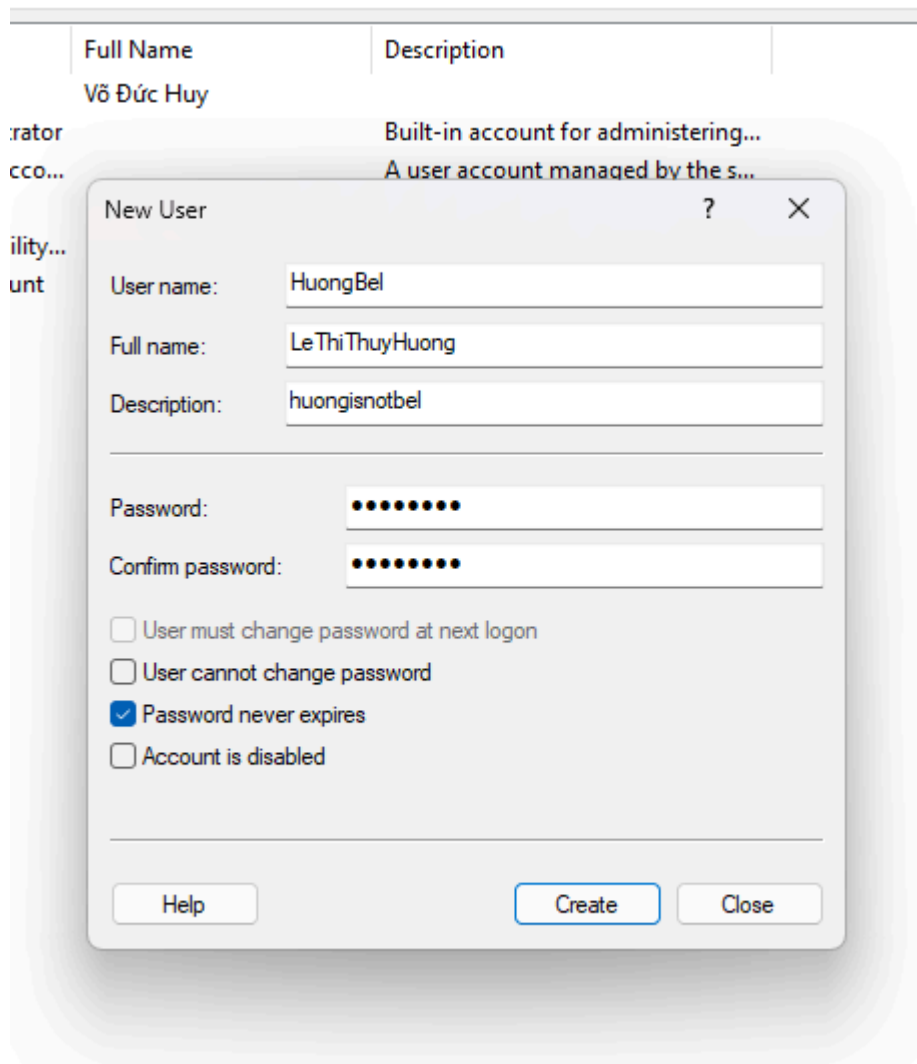 Full Name Description
Võ Đức Huy
:rator Built-in account for administering...
cco... A user account managed by the s...
New User ? ×
ility...
unt
User name: HuongBel
Full name: LeThiThuyHuong
Description: huongisnotbel
Password: ●●●●●●●●
Confirm password: ●●●●●●●●
User must change password at next logon
User cannot change password
Password never expires
Account is disabled
Help Create Close